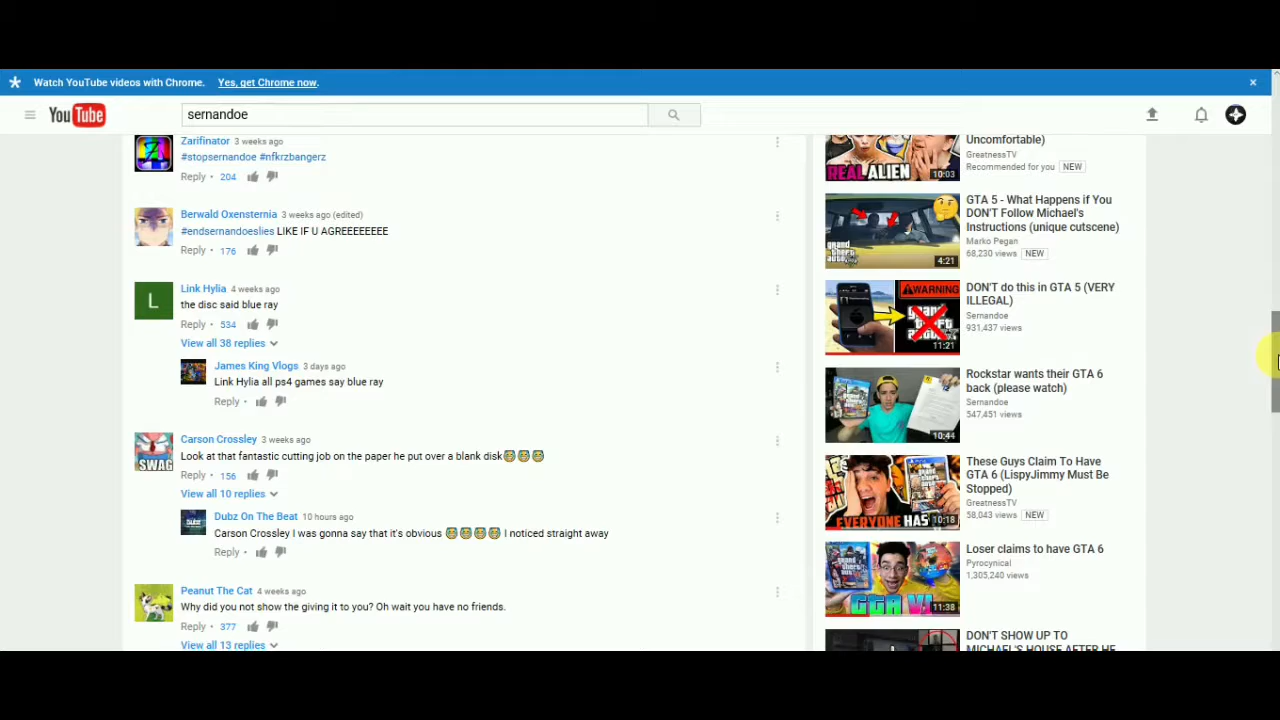 Watch YouTube videos with Chrome. Yes, get Chrome now.
YouTube
sernandoe
Zarifinator 3 weeks ago
#stopsernandoe #nfkrzbangerz
Reply • 204
Berwald Oxensternia 3 weeks ago (edited)
#endsernandoeslies LIKE IF U AGREEEEEEEE
Reply • 176
L
Link Hylia 4 weeks ago
the disc said blue ray
Reply • 534
View all 38 replies
James King Vlogs 3 days ago
Link Hylia all ps4 games say blue ray
Reply •
SWAG
Carson Crossley 3 weeks ago
Look at that fantastic cutting job on the paper he put over a blank disk
Reply • 156
View all 10 replies
Dubz On The Beat 10 hours ago
Carson Crossley I was gonna say that it's obvious I noticed straight away
Reply •
Peanut The Cat 4 weeks ago
Why did you not show the giving it to you? Oh wait you have no friends.
Reply • 377
View all 13 replies
REAL ALIEN
10:03
Uncomfortable)
GreatnessTV
Recommended for you NEW
grand theft auto
4:21
GTA 5 - What Happens if You
DON'T Follow Michael's
Instructions (unique cutscene)
Marko Pegan
68,230 views NEW
WARNING
11:21
DON'T do this in GTA 5 (VERY
ILLEGAL)
Sernandoe
931,437 views
10:44
Rockstar wants their GTA 6
back (please watch)
Sernandoe
547,451 views
EVERYONE HAS
10:18
These Guys Claim To Have
GTA 6 (LispyJimmy Must Be
Stopped)
GreatnessTV
58,043 views NEW
GTA VI
11:38
Loser claims to have GTA 6
Pyrocynical
1,305,240 views
DON'T SHOW UP TO
MICHAEL'S HOUSE AFTER HE